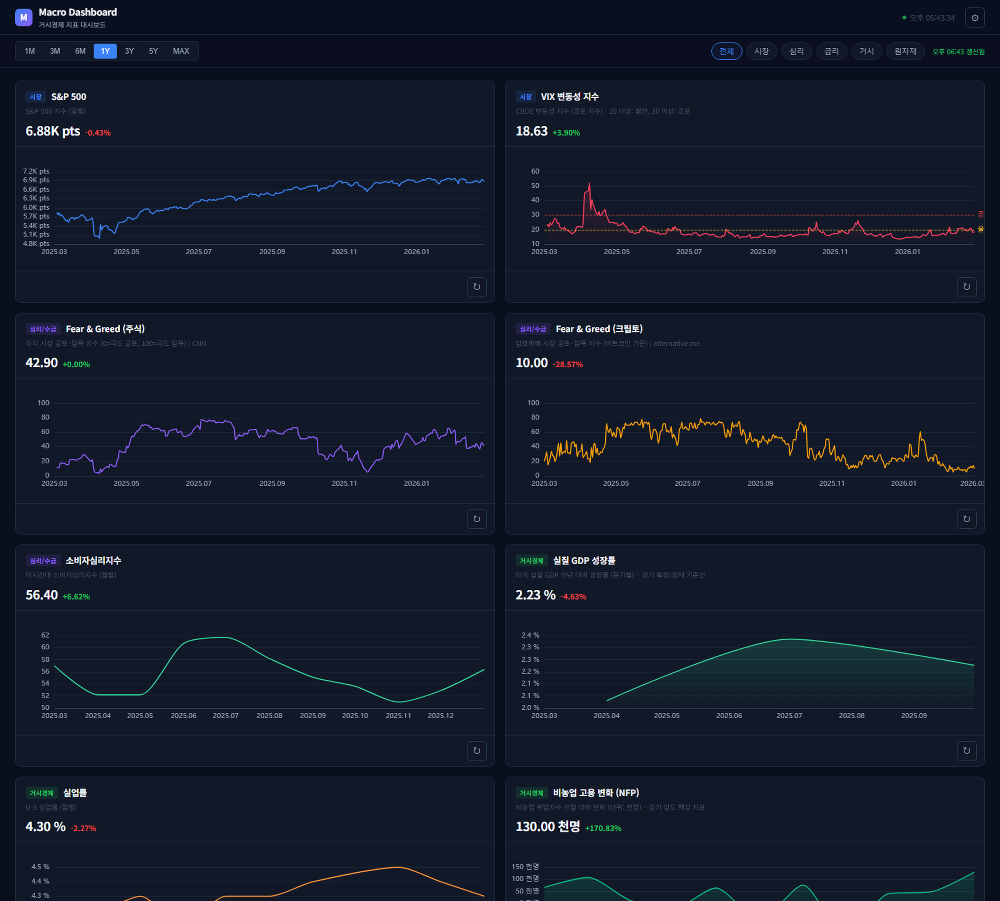 M
Macro Dashboard
거시경제 지표 대시보드
오후 06:43:34
1M 3M 6M 1Y 3Y 5Y MAX
전체 시장 심리 금리 거시 원자재 오후 06:43 갱신됨
시장 S&P 500
S&P 500 지수 (일별)
6.88K pts -0.43%
7.2K pts
6.9K pts
6.6K pts
6.3K pts
6.0K pts
5.7K pts
5.4K pts
5.1K pts
4.8K pts
2025.03 2025.05 2025.07 2025.09 2025.11 2026.01
시장 VIX 변동성 지수
CBOE 변동성 지수 (공포 지수) - 20 이상: 불안, 30 이상: 공포
18.63 +3.90%
60
50
40
30
20
10
2025.03 2025.05 2025.07 2025.09 2025.11 2026.01
심리/수급 Fear & Greed (주식)
주식 시장 공포·탐욕 지수 (0=극도 공포, 100=극도 탐욕) | CNN
42.90 +0.00%
100
80
60
40
20
0
2025.03 2025.05 2025.07 2025.09 2025.11 2026.01
심리/수급 Fear & Greed (크립토)
암호화폐 시장 공포·탐욕 지수 (비트코인 기준) | alternative.me
10.00 -28.57%
100
80
60
40
20
0
2025.03 2025.05 2025.07 2025.09 2025.11 2026.01 2026.03
심리/수급 소비자심리지수
미시간대 소비자심리지수 (월별)
56.40 +6.62%
62
60
58
56
54
52
50
2025.03 2025.04 2025.05 2025.06 2025.07 2025.08 2025.09 2025.10 2025.11 2025.12
거시경제 실질 GDP 성장률
미국 실질 GDP 전년 대비 성장률 (분기별) – 경기 확장/침체 기준선
2.23 % -4.63%
2.4 %
2.3 %
2.3 %
2.2 %
2.1 %
2.1 %
2.0 %
2025.03 2025.04 2025.05 2025.06 2025.07 2025.08 2025.09
거시경제 실업률
U-3 실업률 (월별)
4.30 % -2.27%
4.5 %
4.4 %
4.3 %
거시경제 비농업 고용 변화 (NFP)
비농업 취업자수 전월 대비 변화 (단위: 천명) – 경기 강도 핵심 지표
130.00 천명 +170.83%
150 천명
100 천명
50 천명